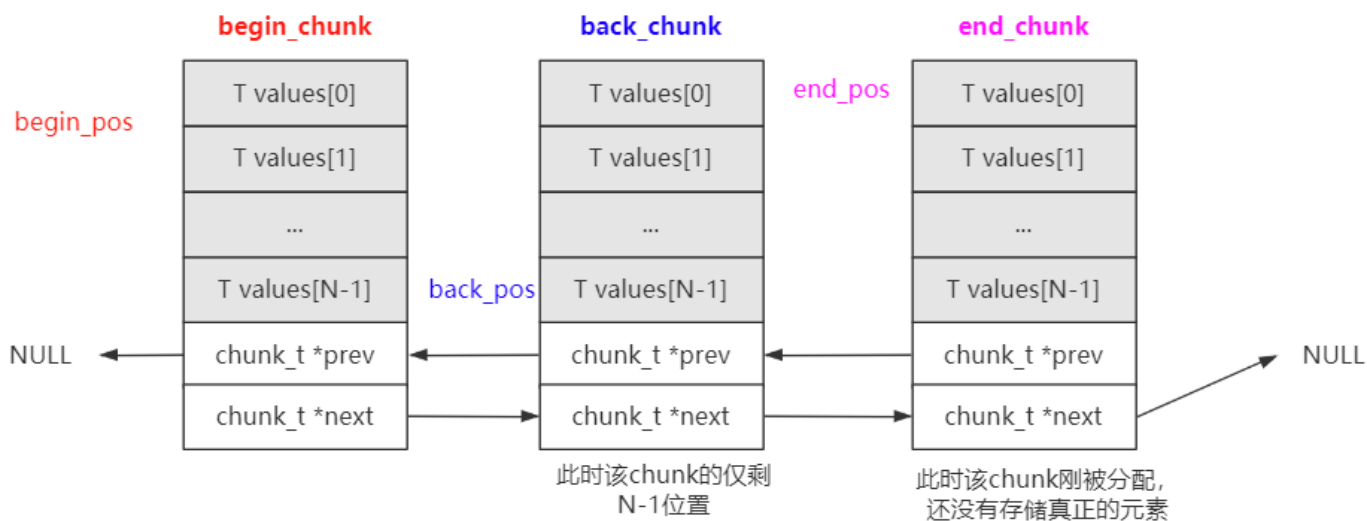 begin_chunk
back_chunk
end_chunk
T values[0]
T values[0]
T values[0]
begin_pos
end_pos
T values[1]
T values[1]
T values[1]
...
...
...
T values[N-1]
back_pos
T values[N-1]
T values[N-1]
NULL
chunk_t *prev
chunk_t *prev
chunk_t *prev
NULL
chunk_t *next
chunk_t *next
chunk_t *next
此时该chunk的仅剩
N-1位置
此时该chunk刚被分配，
还没有存储真正的元素